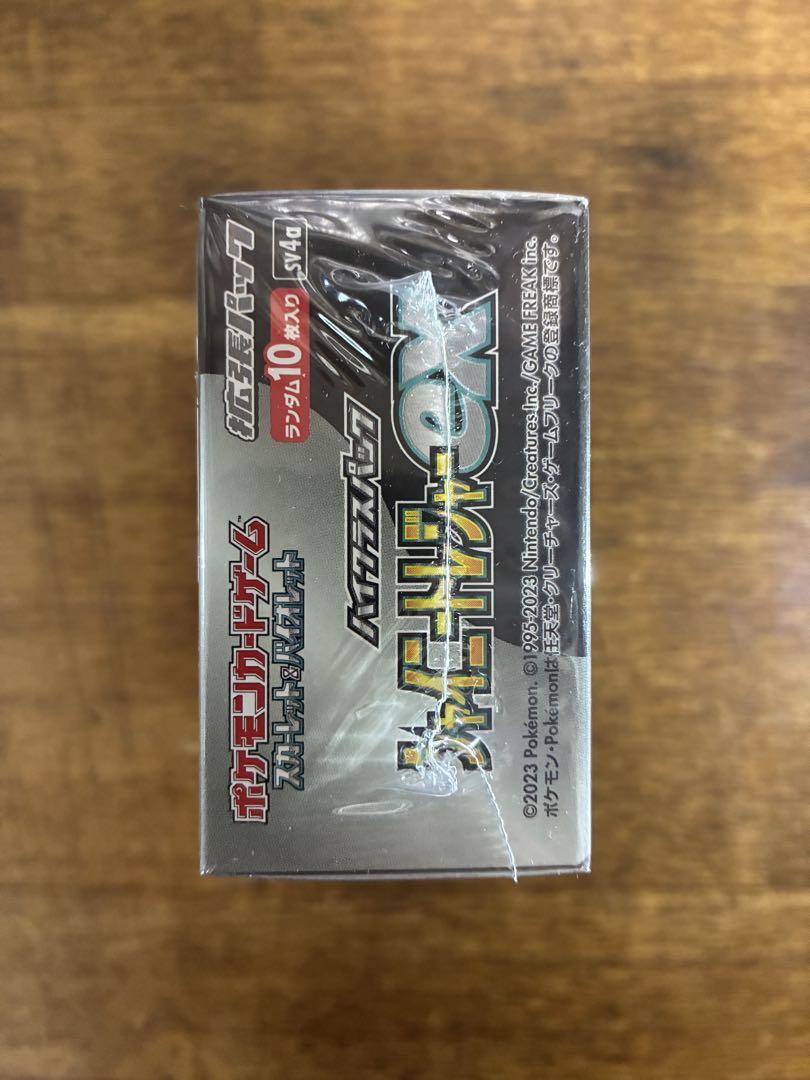 ポケモンカードゲーム™
スカーレット&バイオレット
拡張パック
ランダム10枚入り
sv4a
ハイクラスパック
シャイニートレジャーex
©2023 Pokémon. ©1995-2023 Nintendo/Creatures Inc./GAME FREAK inc.
ポケモン・Pokémonは任天堂・クリーチャーズ・ゲームフリークの登録商標です。